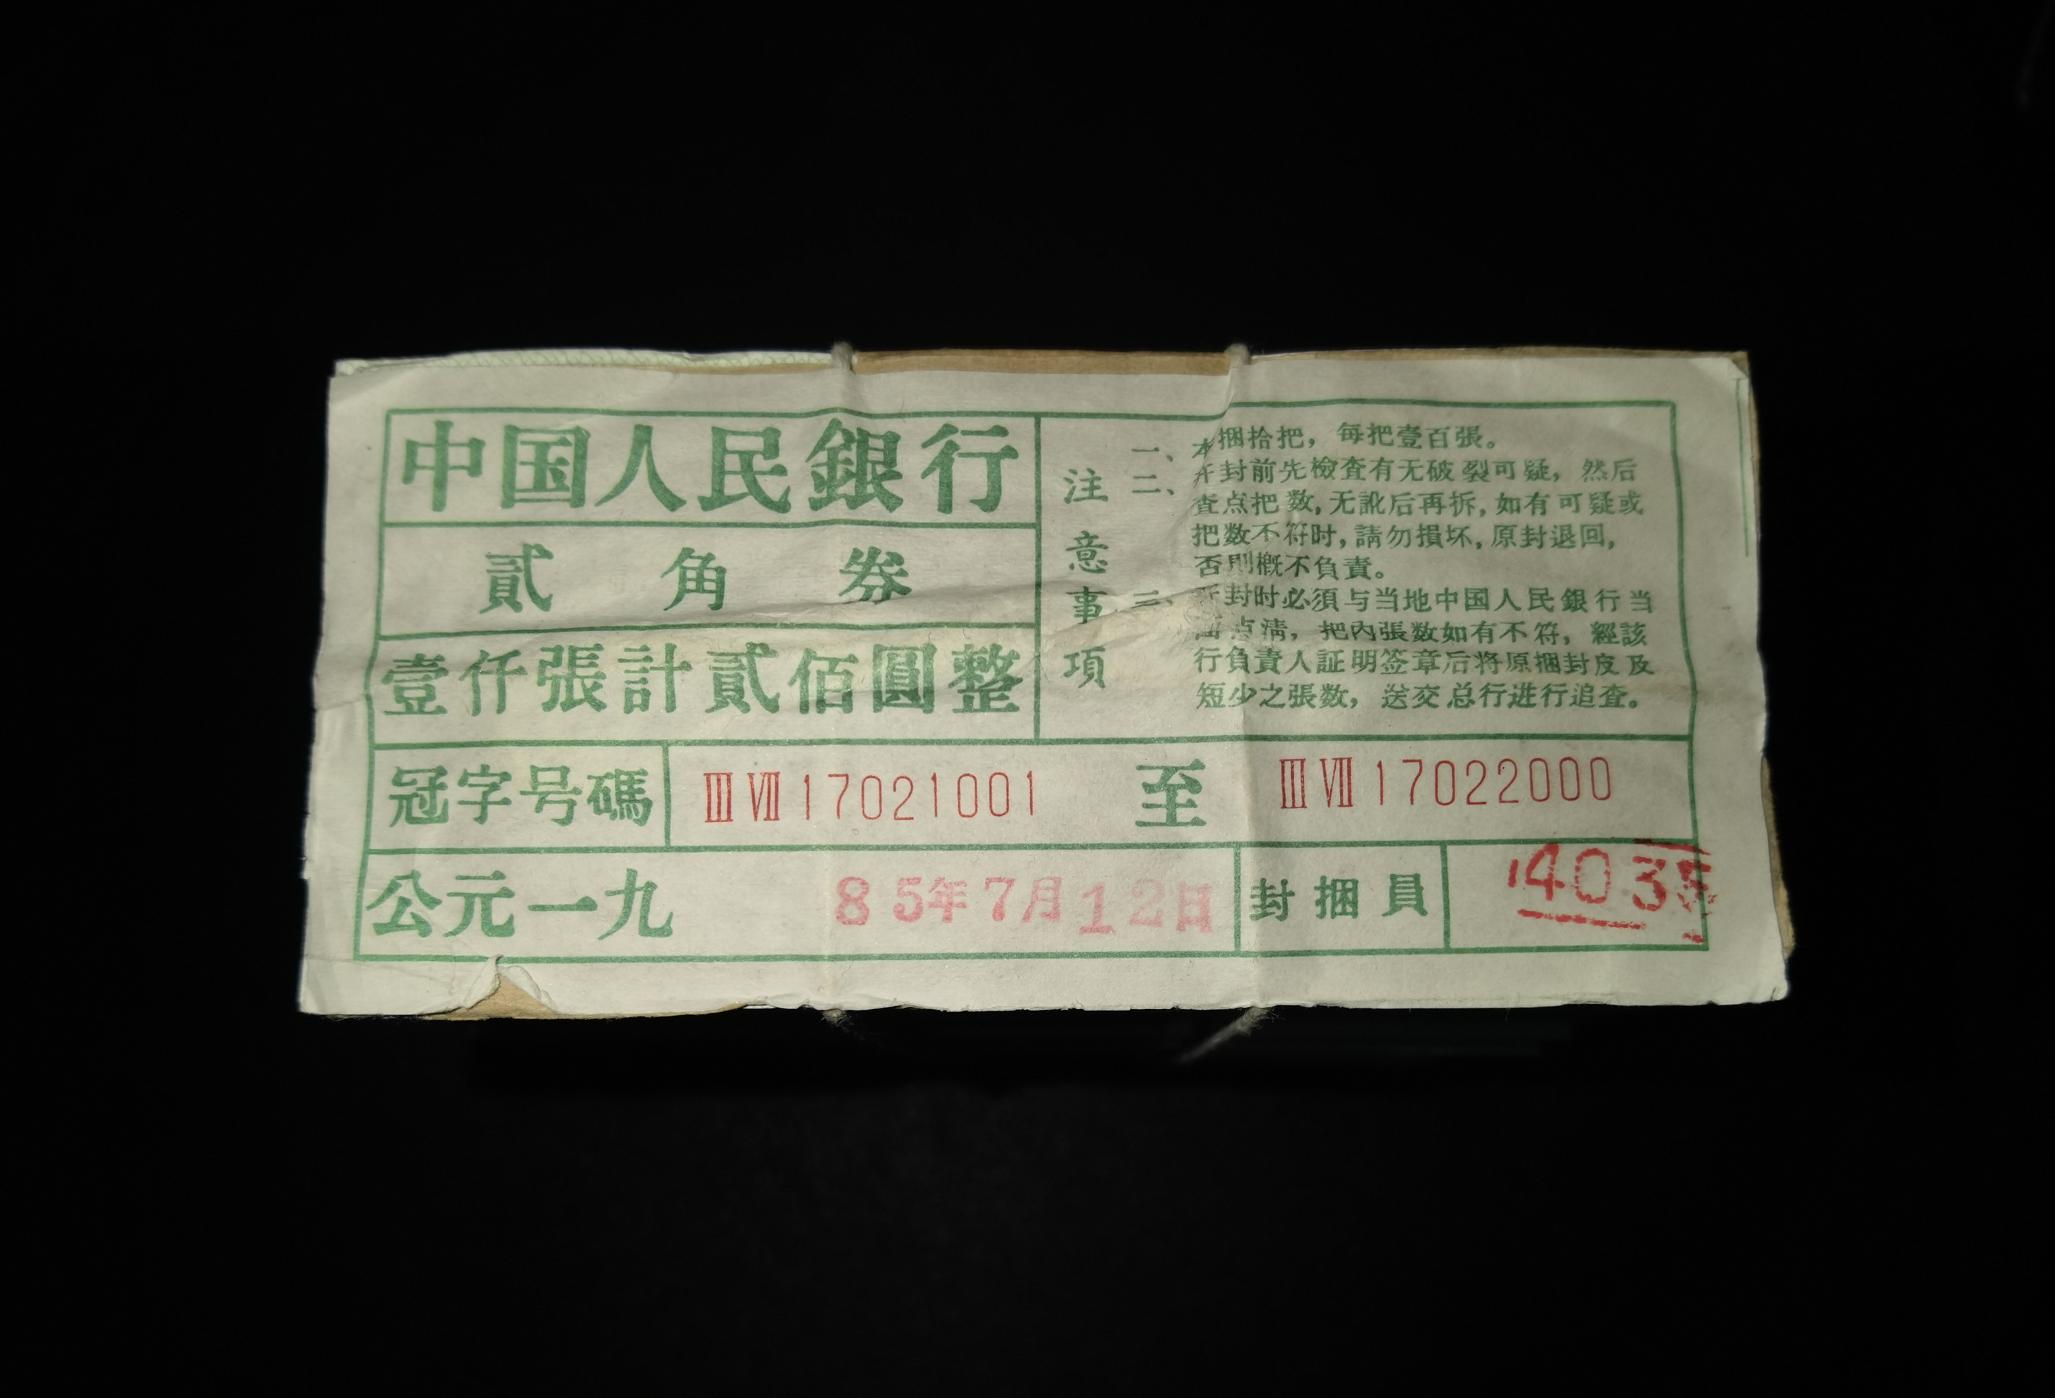 中国人民銀行
貳角券
壹仟張計貳佰圓整
注意事項
一、本捆拾把，每把壹百張。
二、开封前先檢查有无破裂可疑，然后
查点把数，无訛后再拆，如有可疑或
把数不符时，請勿損坏，原封退回，
否則概不負責。
三、开封时必須与当地中国人民銀行当
面点清，把內張数如有不符，經該
行負責人証明签章后将原捆封皮及
短少之張数，送交总行进行追查。
冠字号碼 ⅢⅦ17021001 至 ⅢⅦ17022000
公元一九85年7月12日 封捆員 1403